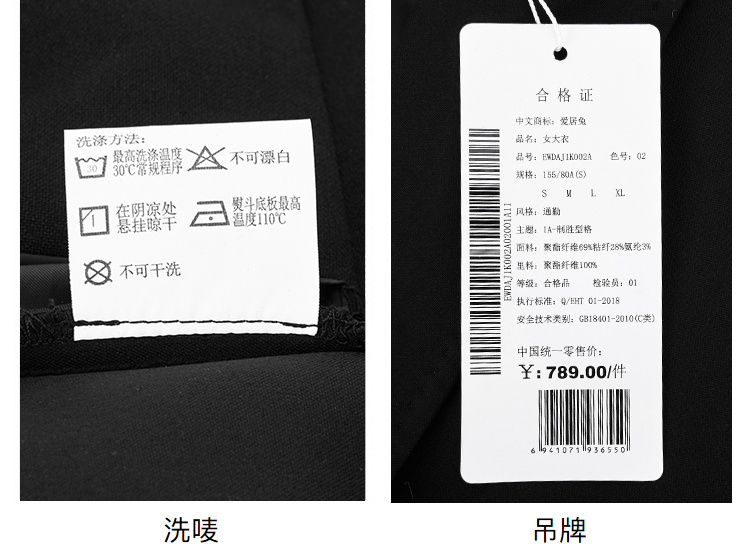 洗涤方法:
30
最高洗涤温度
30℃常规程序
不可漂白
在阴凉处
悬挂晾干
熨斗底板最高
温度110℃
不可干洗
洗唛
合格证
中文商标: 爱居兔
品名: 女大衣
品号: EWDAJ1K002A 色号: 02
规格: 155/80A(S)
S M L XL
风格: 通勤
主题: 1A-制胜型格
面料: 聚酯纤维69%粘纤28%氨纶3%
里料: 聚酯纤维100%
等级: 合格品 检验员: 01
执行标准: Q/EHT 01-2018
安全技术类别: GB18401-2010(C类)
EWDAJ1K002A02001A11
中国统一零售价:
¥: 789.00/件
6 941071 936550
吊牌